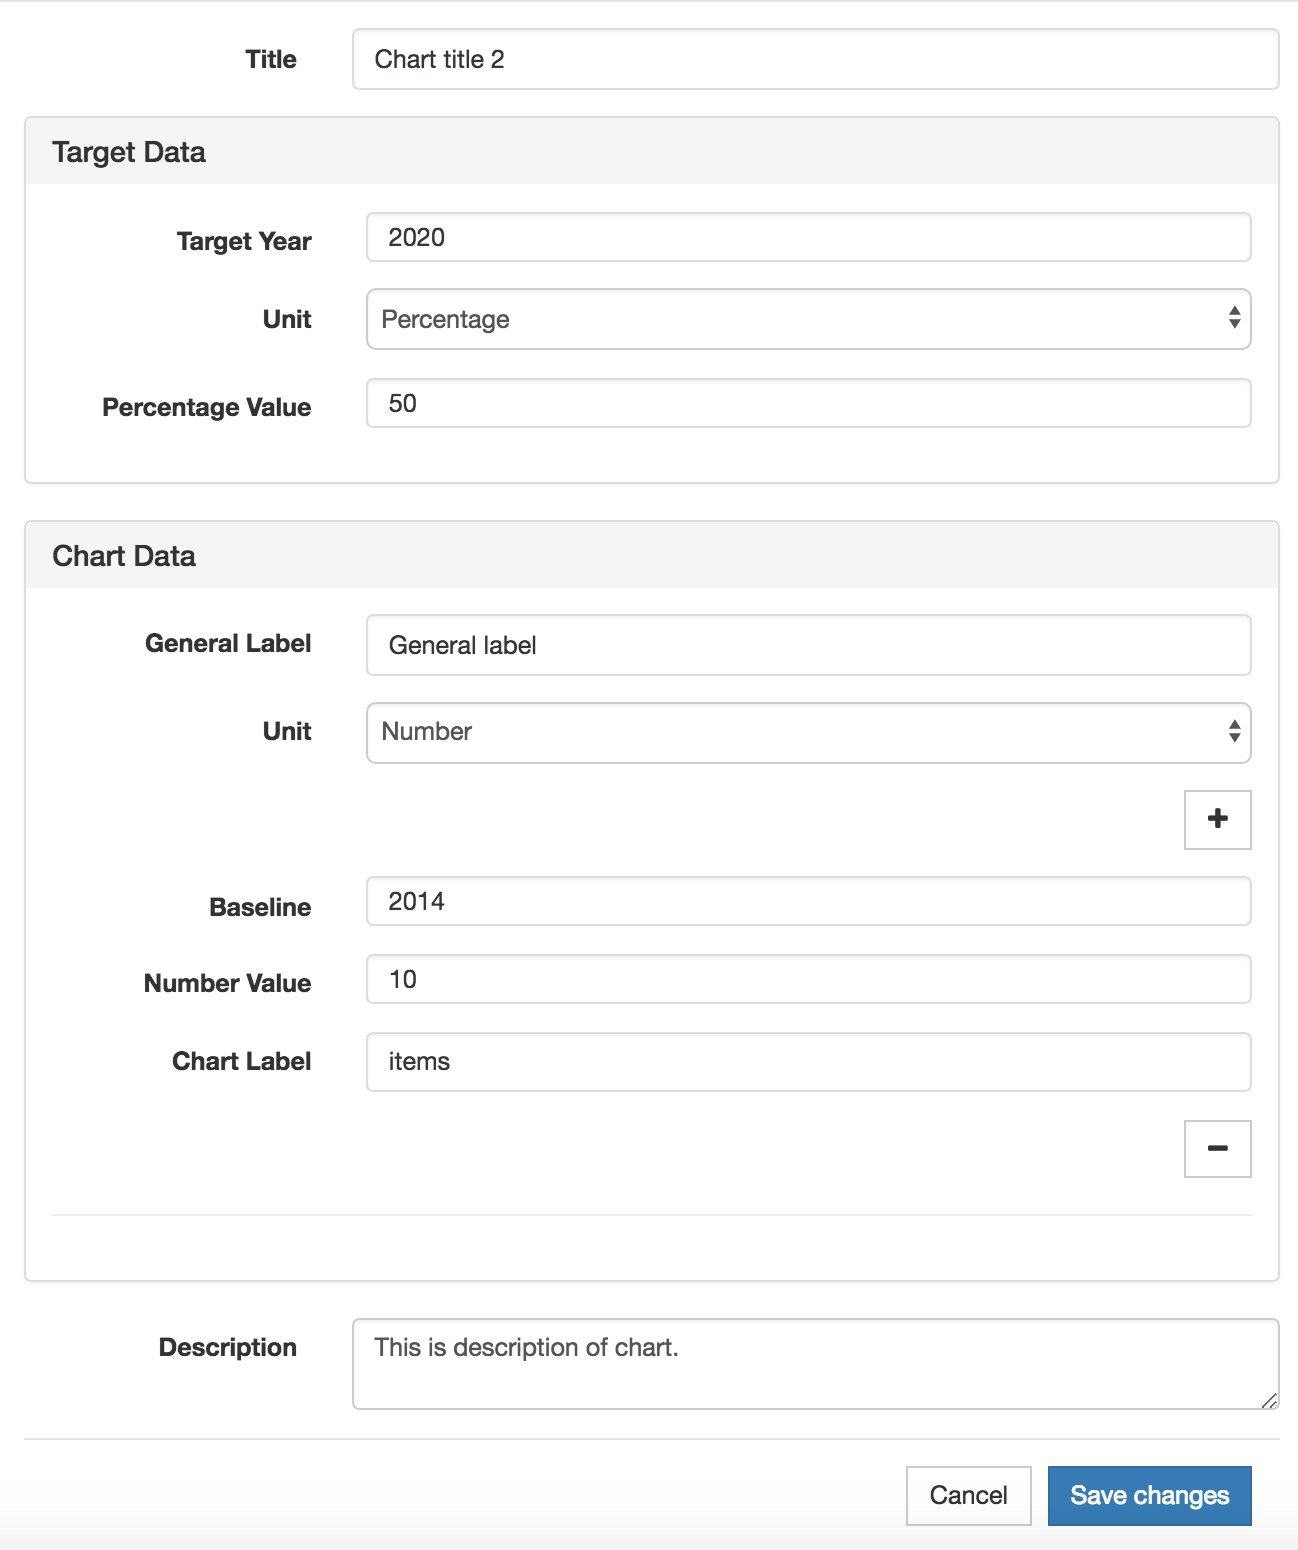 Title Chart title 2
Target Data
Target Year 2020
Unit Percentage
Percentage Value 50
Chart Data
General Label General label
Unit Number
+
Baseline 2014
Number Value 10
Chart Label items
−
Description This is description of chart.
Cancel Save changes